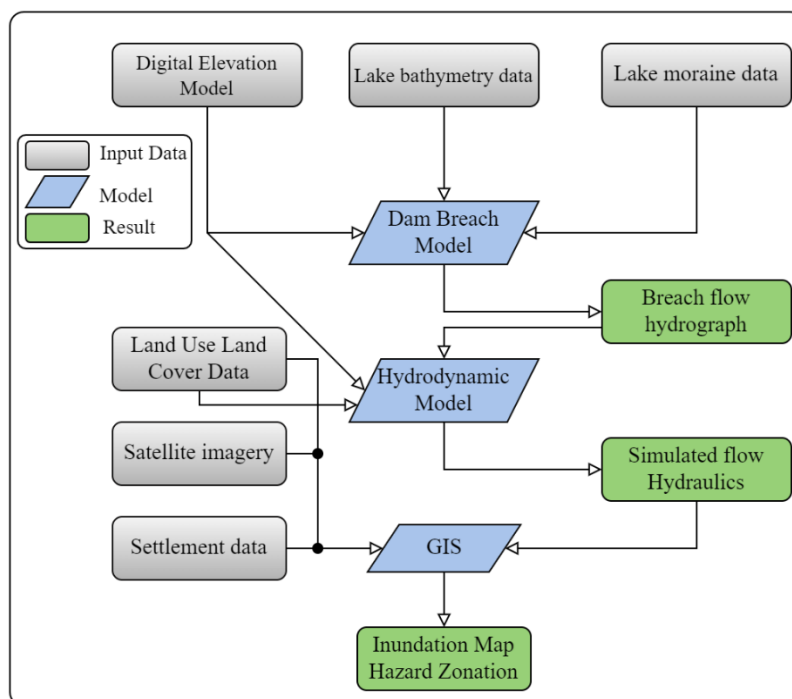 Digital Elevation
Model
Lake bathymetry data
Lake moraine data
Input Data
Model
Result
Dam Breach
Model
Breach flow
hydrograph
Land Use Land
Cover Data
Hydrodynamic
Model
Satellite imagery
Simulated flow
Hydraulics
Settlement data
GIS
Inundation Map
Hazard Zonation